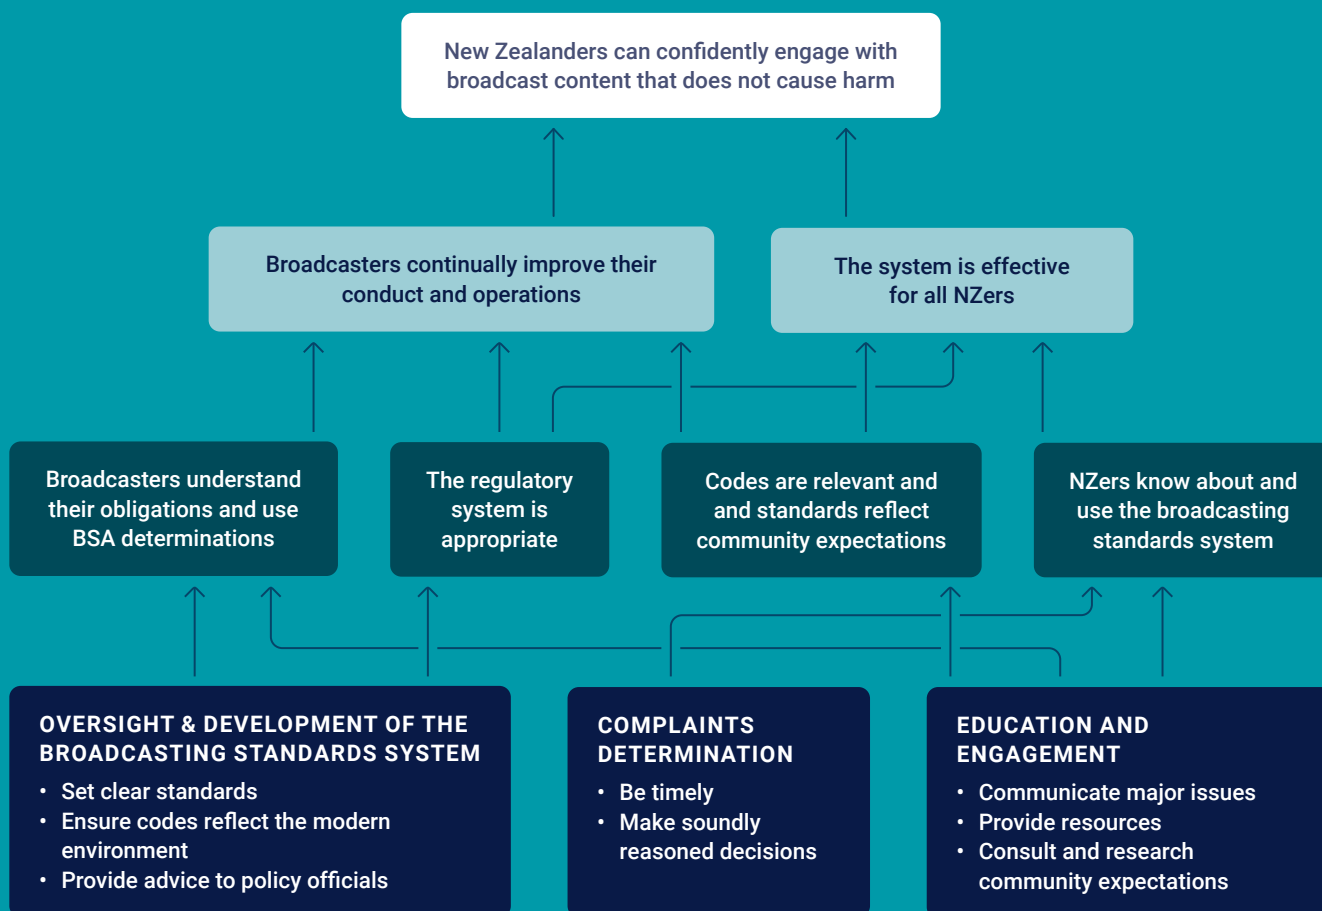 New Zealanders can confidently engage with
broadcast content that does not cause harm
Broadcasters continually improve their
conduct and operations
The system is effective
for all NZers
Broadcasters understand
their obligations and use
BSA determinations
The regulatory
system is
appropriate
Codes are relevant and
and standards reflect
community expectations
NZers know about and
use the broadcasting
standards system
OVERSIGHT & DEVELOPMENT OF THE
BROADCASTING STANDARDS SYSTEM
• Set clear standards
• Ensure codes reflect the modern
environment
• Provide advice to policy officials
COMPLAINTS
DETERMINATION
• Be timely
• Make soundly
reasoned decisions
EDUCATION AND
ENGAGEMENT
• Communicate major issues
• Provide resources
• Consult and research
community expectations